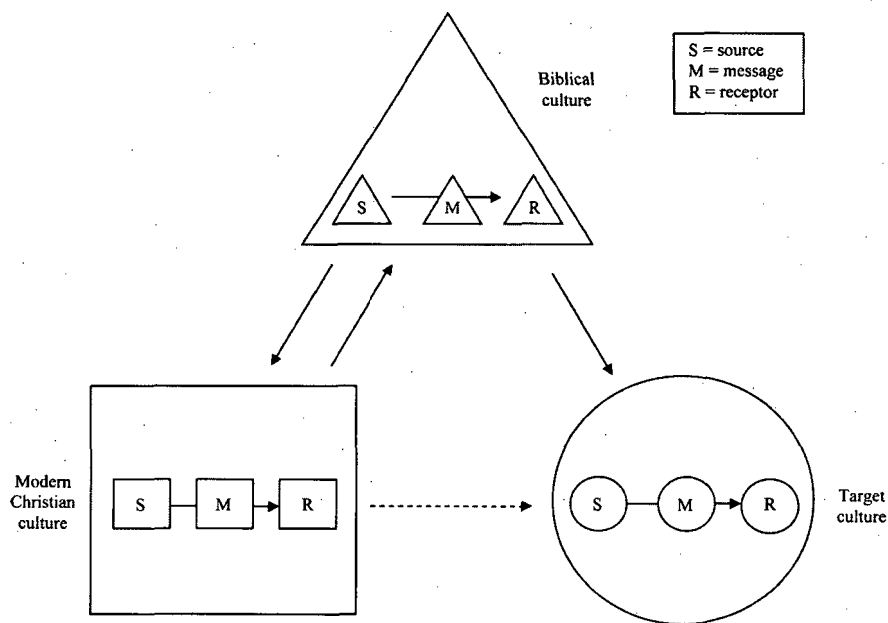 Biblical
culture
S = source
M = message
R = receptor
S
M
R
Modern
Christian
culture
S
M
R
S
M
R
Target
culture